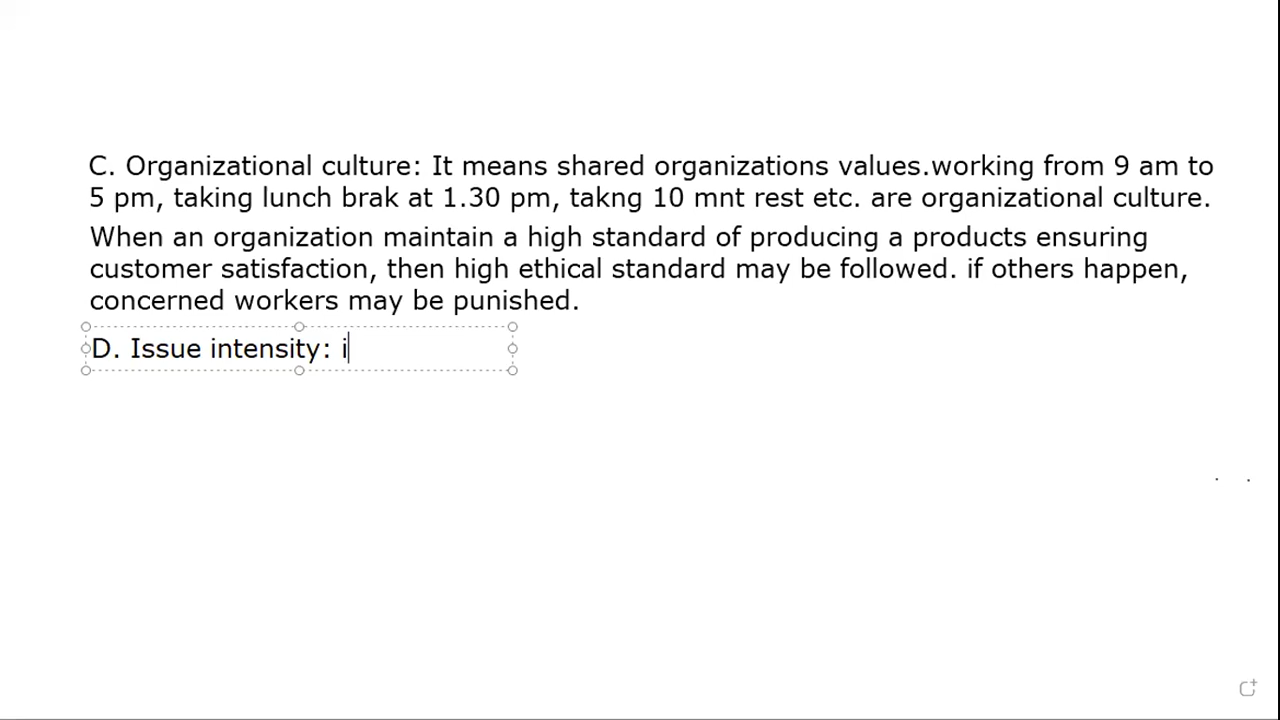 C. Organizational culture: It means shared organizations values.working from 9 am to
5 pm, taking lunch brak at 1.30 pm, takng 10 mnt rest etc. are organizational culture.
When an organization maintain a high standard of producing a products ensuring
customer satisfaction, then high ethical standard may be followed. if others happen,
concerned workers may be punished.
D. Issue intensity: i